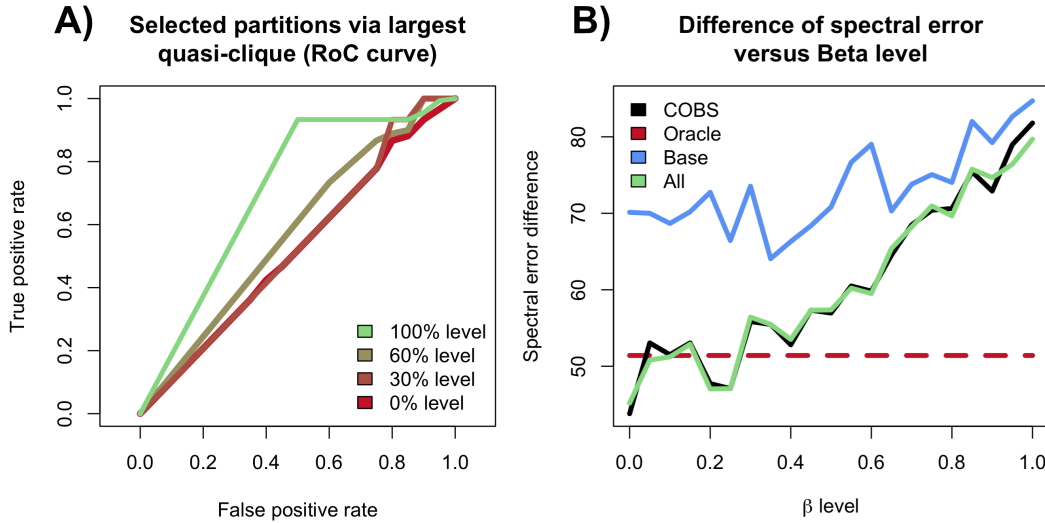 A)
Selected partitions via largest
quasi-clique (RoC curve)
True positive rate
1.0
0.8
0.6
0.4
0.2
0.0
100% level
60% level
30% level
0% level
0.0 0.2 0.4 0.6 0.8 1.0
False positive rate
B)
Difference of spectral error
versus Beta level
Spectral error difference
80
70
60
50
COBS
Oracle
Base
All
0.0 0.2 0.4 0.6 0.8 1.0
β level